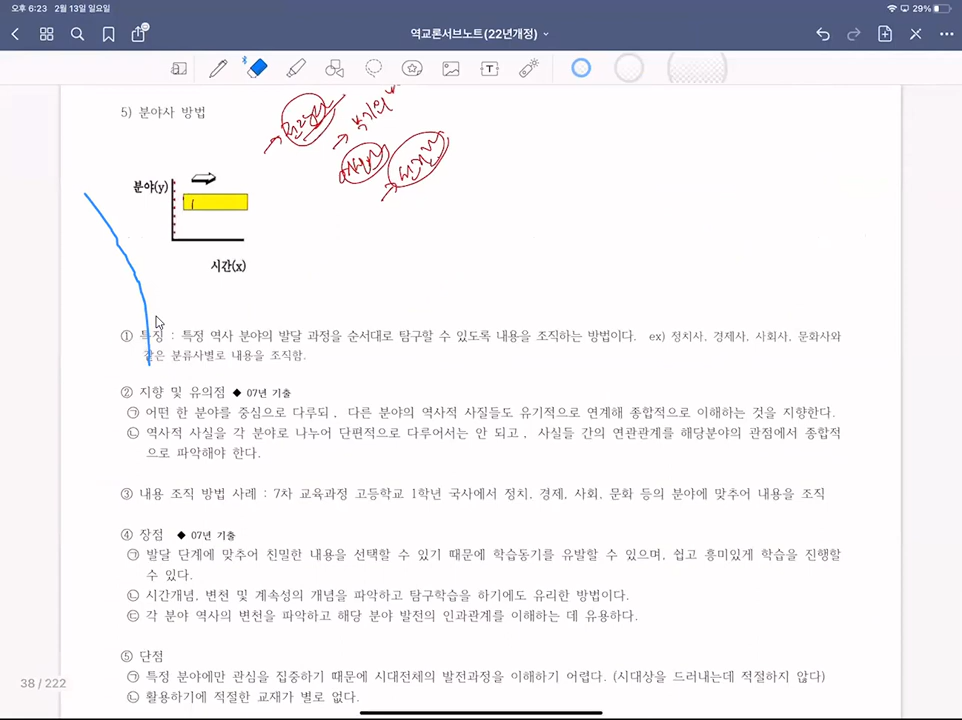 오후 6:23 2월 13일 일요일
29%
역교론서브노트(22년개정)
5) 분야사 방법
분야(y)
시간(x)
① 특징 : 특정 역사 분야의 발달 과정을 순서대로 탐구할 수 있도록 내용을 조직하는 방법이다. ex) 정치사, 경제사, 사회사, 문화사와
같은 분류사별로 내용을 조직함.
② 지향 및 유의점 ◆ 07년 기출
㉠ 어떤 한 분야를 중심으로 다루되, 다른 분야의 역사적 사실들도 유기적으로 연계해 종합적으로 이해하는 것을 지향한다.
㉡ 역사적 사실을 각 분야로 나누어 단편적으로 다루어서는 안 되고, 사실들 간의 연관관계를 해당분야의 관점에서 종합적
으로 파악해야 한다.
③ 내용 조직 방법 사례 : 7차 교육과정 고등학교 1학년 국사에서 정치, 경제, 사회, 문화 등의 분야에 맞추어 내용을 조직
④ 장점 ◆ 07년 기출
㉠ 발달 단계에 맞추어 친밀한 내용을 선택할 수 있기 때문에 학습동기를 유발할 수 있으며, 쉽고 흥미있게 학습을 진행할
수 있다.
㉡ 시간개념, 변천 및 계속성의 개념을 파악하고 탐구학습을 하기에도 유리한 방법이다.
㉢ 각 분야 역사의 변천을 파악하고 해당 분야 발전의 인과관계를 이해하는 데 유용하다.
⑤ 단점
㉠ 특정 분야에만 관심을 집중하기 때문에 시대전체의 발전과정을 이해하기 어렵다. (시대상을 드러내는데 적절하지 않다)
㉡ 활용하기에 적절한 교재가 별로 없다.
38 / 222